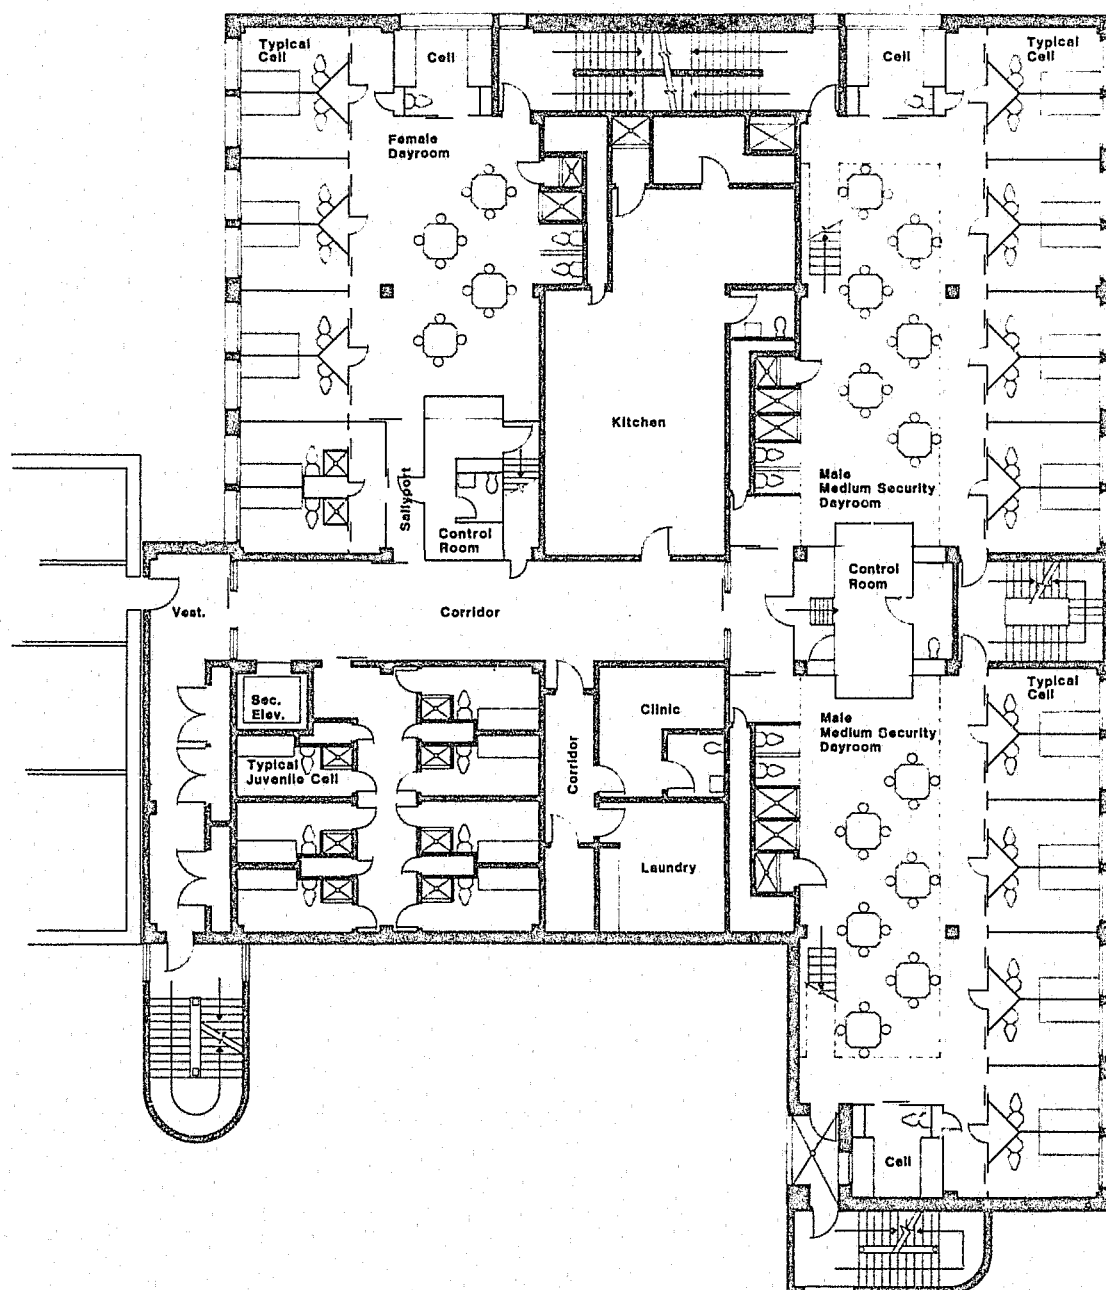 Typical
Cell
Cell
Cell
Typical
Cell
Female
Dayroom
Kitchen
Male
Medium Security
Dayroom
Sallyport
Control
Room
Control
Room
Vest.
Corridor
Sec.
Elev.
Clinic
Typical
Cell
Male
Medium Security
Dayroom
Typical
Juvenile Cell
Corridor
Laundry
Cell